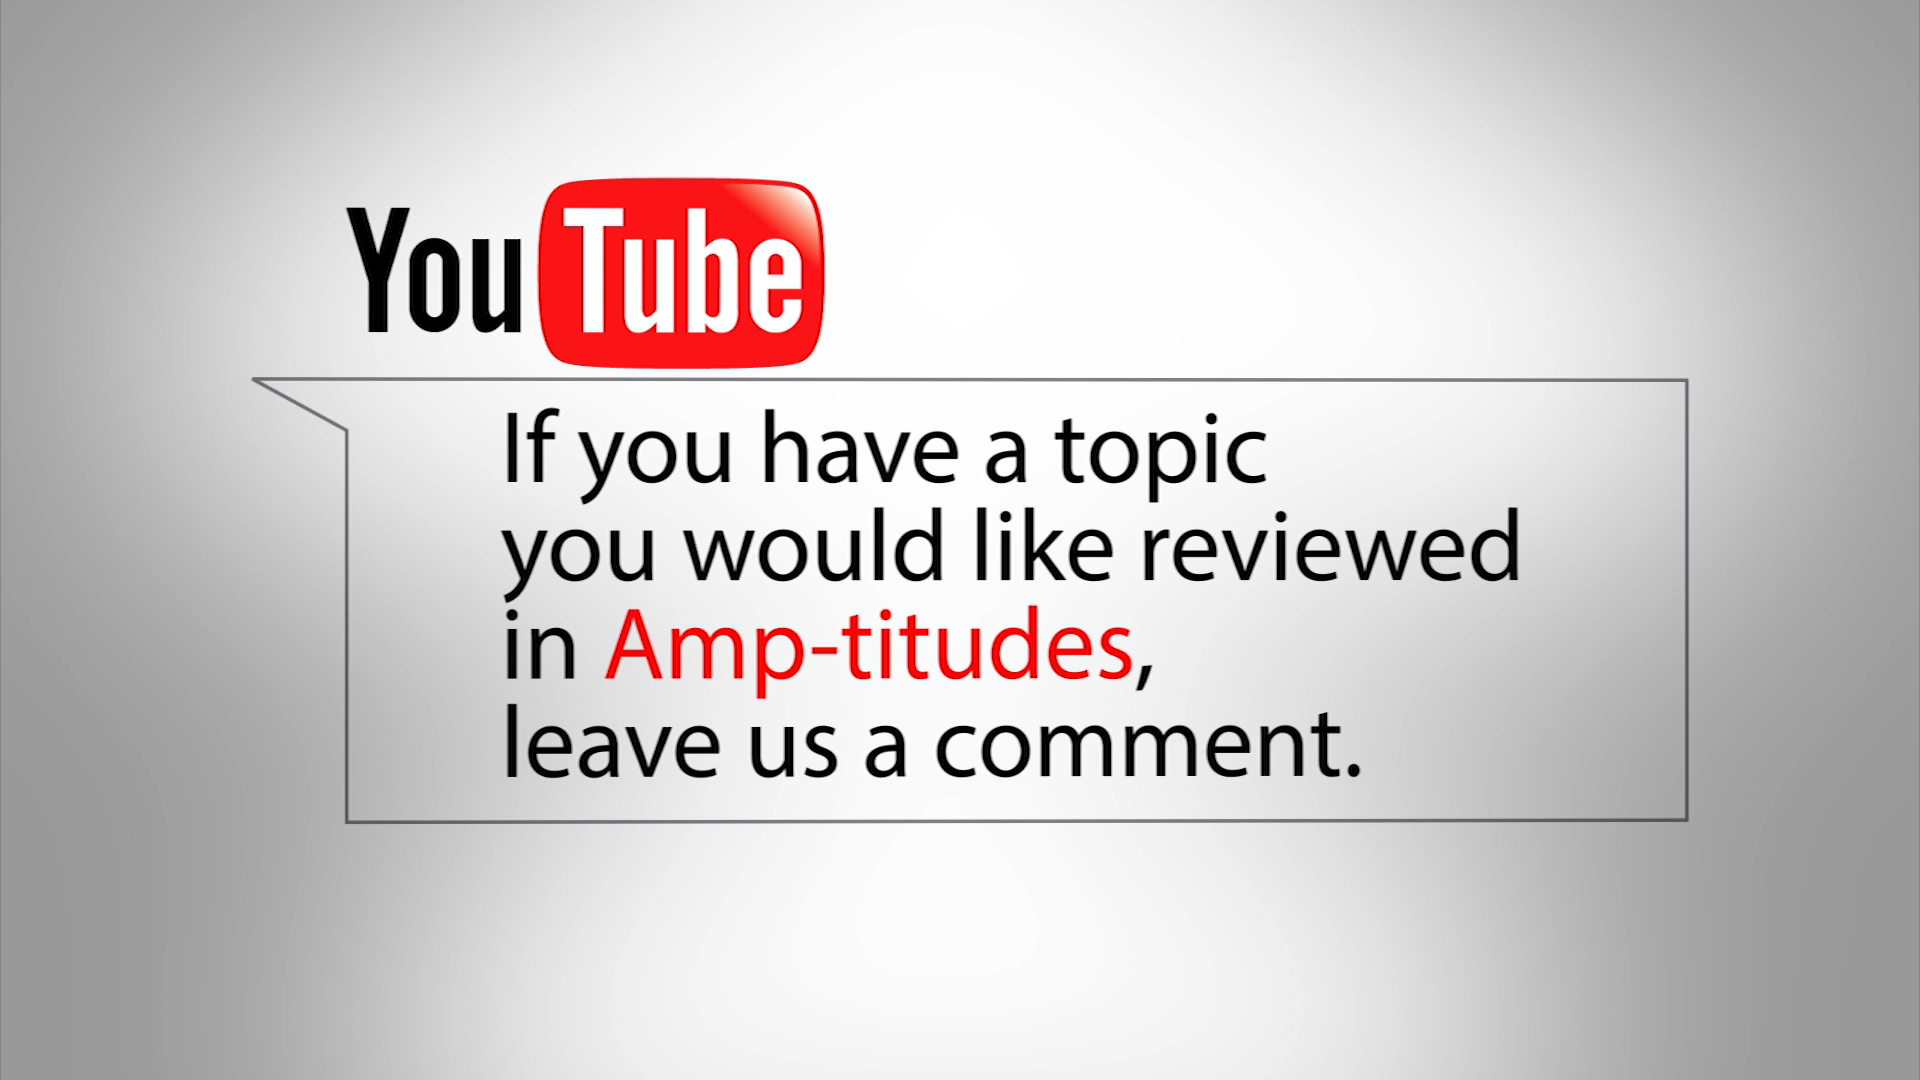 YouTube
If you have a topic
you would like reviewed
in Amp-titudes,
leave us a comment.